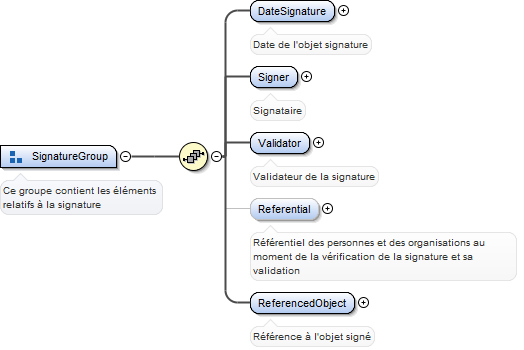 DateSignature
Date de l'objet signature
Signer
Signataire
SignatureGroup
Ce groupe contient les éléments
relatifs à la signature
Validator
Validateur de la signature
Referential
Référentiel des personnes et des organisations au
moment de la vérification de la signature et sa
validation
ReferencedObject
Référence à l'objet signé